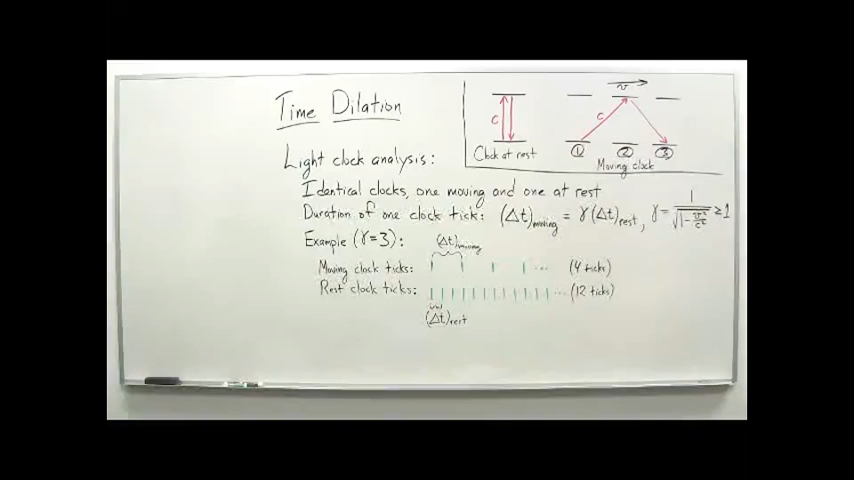 Time Dilation
v
C
C
Clock at rest
① ② ③
Moving clock
Light clock analysis:
Identical clocks, one moving and one at rest
Duration of one clock tick: (Δt)moving = γ(Δt)rest, γ = 1/√(1-v²/c²) ≥ 1
Example (γ=3):
(Δt)moving
Moving clock ticks: ... (4 ticks)
Rest clock ticks: ... (12 ticks)
(Δt)rest